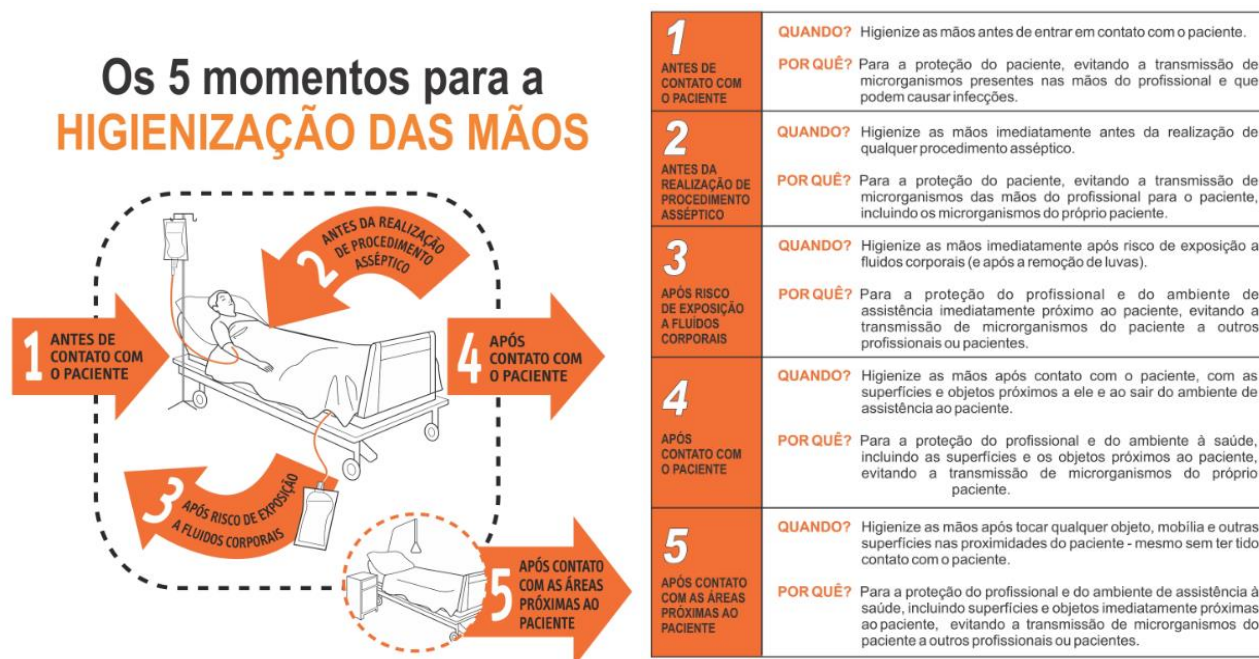 Os 5 momentos para a
HIGIENIZAÇÃO DAS MÃOS
1
ANTES DE
CONTATO COM
O PACIENTE
2
ANTES DA REALIZAÇÃO
DE PROCEDIMENTO
ASSÉPTICO
3
APÓS RISCO DE EXPOSIÇÃO
A FLUIDOS CORPORAIS
4
APÓS
CONTATO COM
O PACIENTE
5
APÓS CONTATO
COM AS ÁREAS
PRÓXIMAS AO
PACIENTE
1
ANTES DE
CONTATO COM
O PACIENTE
QUANDO? Higienize as mãos antes de entrar em contato com o paciente.
POR QUÊ? Para a proteção do paciente, evitando a transmissão de
microrganismos presentes nas mãos do profissional e que
podem causar infecções.
2
ANTES DA
REALIZAÇÃO DE
PROCEDIMENTO
ASSÉPTICO
QUANDO? Higienize as mãos imediatamente antes da realização de
qualquer procedimento asséptico.
POR QUÊ? Para a proteção do paciente, evitando a transmissão de
microrganismos das mãos do profissional para o paciente,
incluindo os microrganismos do próprio paciente.
3
APÓS RISCO
DE EXPOSIÇÃO
A FLUÍDOS
CORPORAIS
QUANDO? Higienize as mãos imediatamente após risco de exposição a
fluidos corporais (e após a remoção de luvas).
POR QUÊ? Para a proteção do profissional e do ambiente de
assistência imediatamente próximo ao paciente, evitando a
transmissão de microrganismos do paciente a outros
profissionais ou pacientes.
4
APÓS
CONTATO COM
O PACIENTE
QUANDO? Higienize as mãos após contato com o paciente, com as
superfícies e objetos próximos a ele e ao sair do ambiente de
assistência ao paciente.
POR QUÊ? Para a proteção do profissional e do ambiente à saúde,
incluindo as superfícies e os objetos próximos ao paciente,
evitando a transmissão de microrganismos do próprio
paciente.
5
APÓS CONTATO
COM AS ÁREAS
PRÓXIMAS AO
PACIENTE
QUANDO? Higienize as mãos após tocar qualquer objeto, mobília e outras
superfícies nas proximidades do paciente - mesmo sem ter tido
contato com o paciente.
POR QUÊ? Para a proteção do profissional e do ambiente de assistência à
saúde, incluindo superfícies e objetos imediatamente próximas
ao paciente, evitando a transmissão de microrganismos do
paciente a outros profissionais ou pacientes.